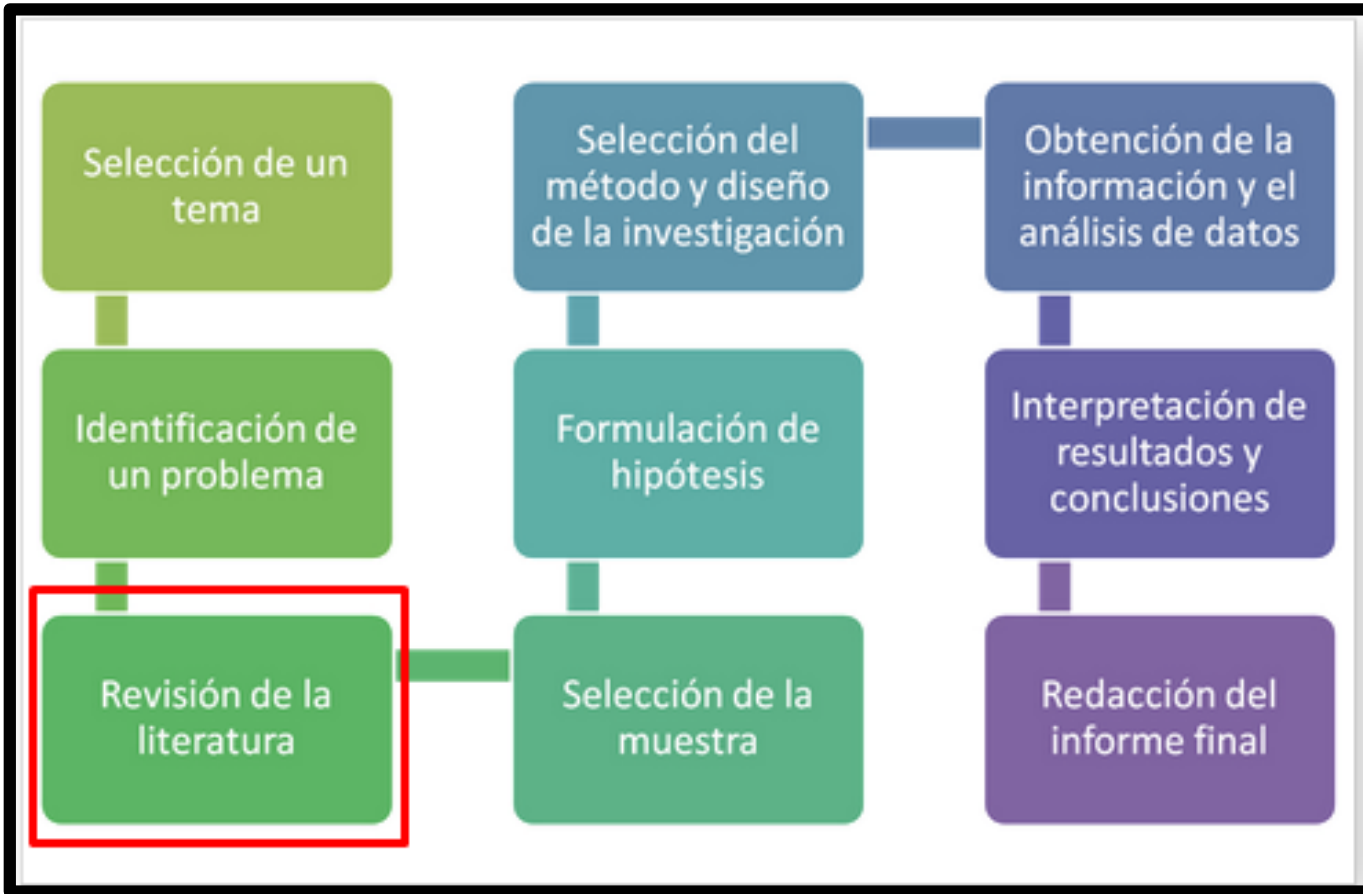 Selección de un
tema
Identificación de
un problema
Revisión de la
literatura
Selección de la
muestra
Formulación de
hipótesis
Selección del
método y diseño
de la investigación
Obtención de la
información y el
análisis de datos
Interpretación de
resultados y
conclusiones
Redacción del
informe final